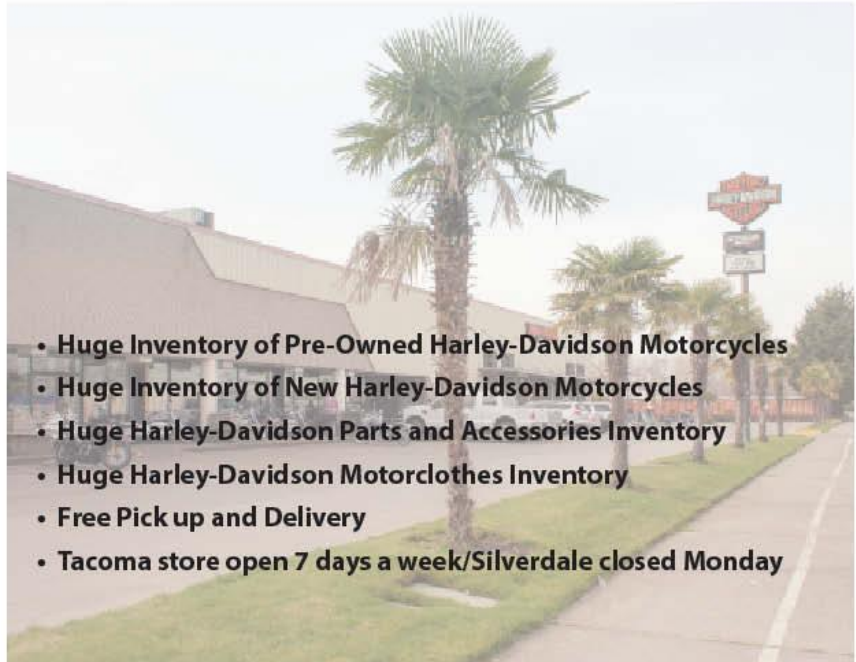 • Huge Inventory of Pre-Owned Harley-Davidson Motorcycles
• Huge Inventory of New Harley-Davidson Motorcycles
• Huge Harley-Davidson Parts and Accessories Inventory
• Huge Harley-Davidson Motorclothes Inventory
• Free Pick up and Delivery
• Tacoma store open 7 days a week/Silverdale closed Monday